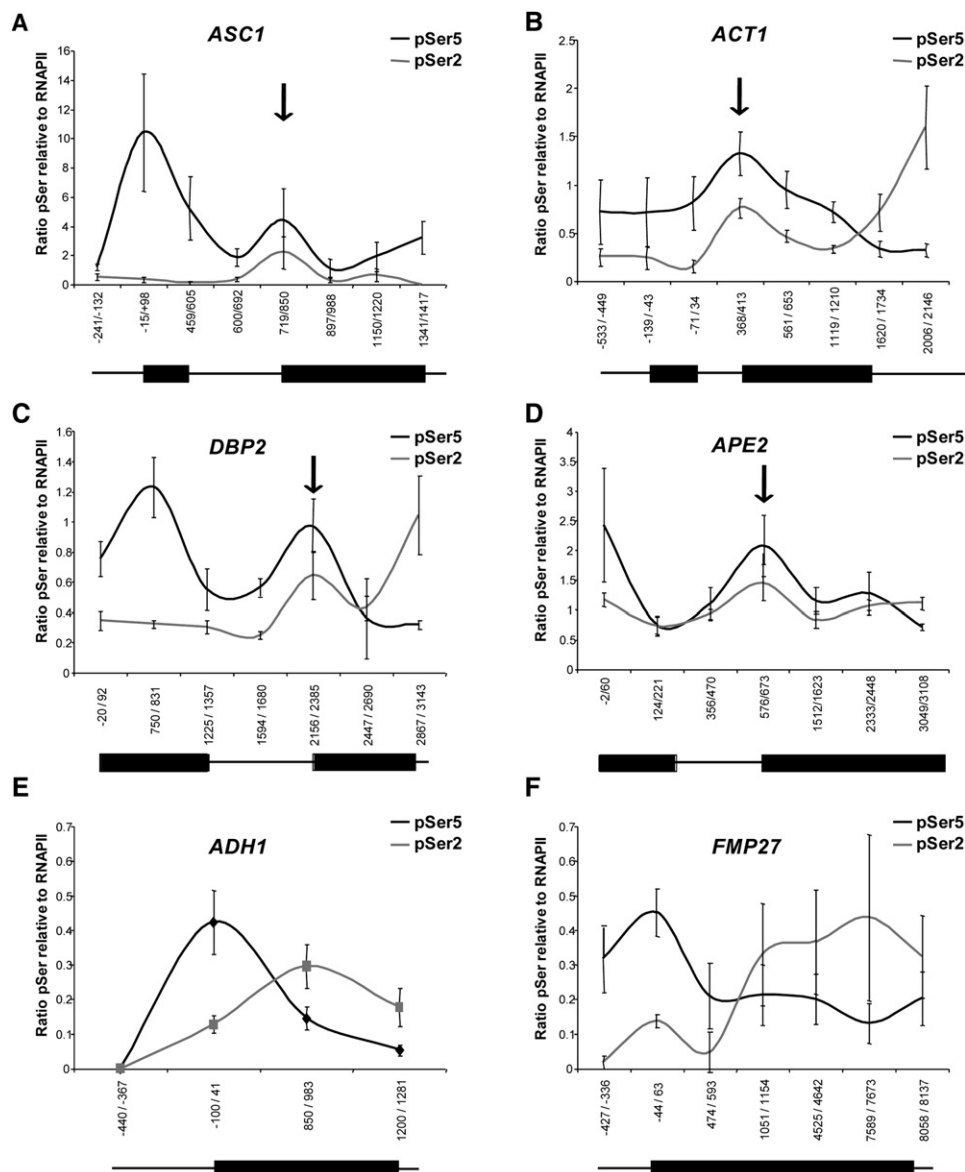 A
ASC1
pSer5
pSer2
Ratio pSer relative to RNAPII
16
14
12
10
8
6
4
2
0
-241/-132
-15/+98
459/605
600/692
719/850
897/988
1150/1220
1341/1417
B
ACT1
pSer5
pSer2
Ratio pSer relative to RNAPII
2.5
2
1.5
1
0.5
0
-533 / -449
-139 / -43
-71 / 34
368/413
561 / 653
1119 / 1210
1620 / 1734
2006 / 2146
C
DBP2
pSer5
pSer2
Ratio pSer relative to RNAPII
1.6
1.4
1.2
1
0.8
0.6
0.4
0.2
0
-20 / 92
750 / 831
1225 / 1357
1594 / 1680
2156 / 2385
2447 / 2690
2867 / 3143
D
APE2
pSer5
pSer2
Ratio pSer relative to RNAPII
4
3.5
3
2.5
2
1.5
1
0.5
0
-2/60
124/221
356/470
576/673
1512/1623
2333/2448
3049/3108
E
ADH1
pSer5
pSer2
Ratio pSer relative to RNAPII
0.7
0.6
0.5
0.4
0.3
0.2
0.1
0
-440 / -367
-100 / 41
850 / 983
1200 / 1281
F
FMP27
pSer5
pSer2
Ratio pSer relative to RNAPII
0.7
0.6
0.5
0.4
0.3
0.2
0.1
0
-427 / -336
-44 / 63
474 / 593
1051 / 1154
4525 / 4642
7589 / 7673
8058 / 8137